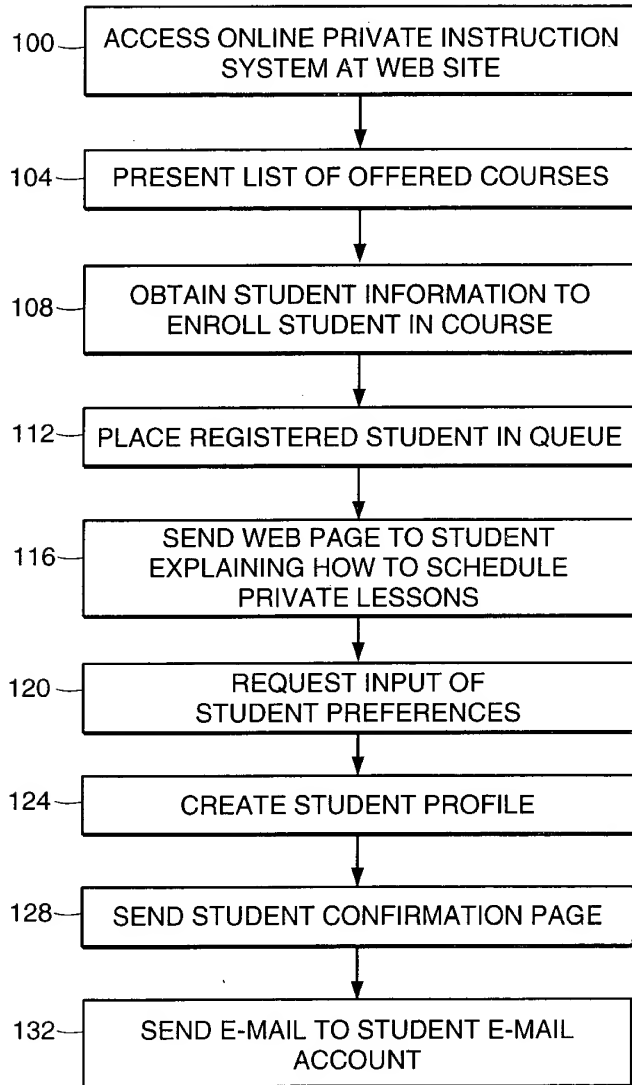 100
ACCESS ONLINE PRIVATE INSTRUCTION
SYSTEM AT WEB SITE
104
PRESENT LIST OF OFFERED COURSES
108
OBTAIN STUDENT INFORMATION TO
ENROLL STUDENT IN COURSE
112
PLACE REGISTERED STUDENT IN QUEUE
116
SEND WEB PAGE TO STUDENT
EXPLAINING HOW TO SCHEDULE
PRIVATE LESSONS
120
REQUEST INPUT OF
STUDENT PREFERENCES
124
CREATE STUDENT PROFILE
128
SEND STUDENT CONFIRMATION PAGE
132
SEND E-MAIL TO STUDENT E-MAIL
ACCOUNT